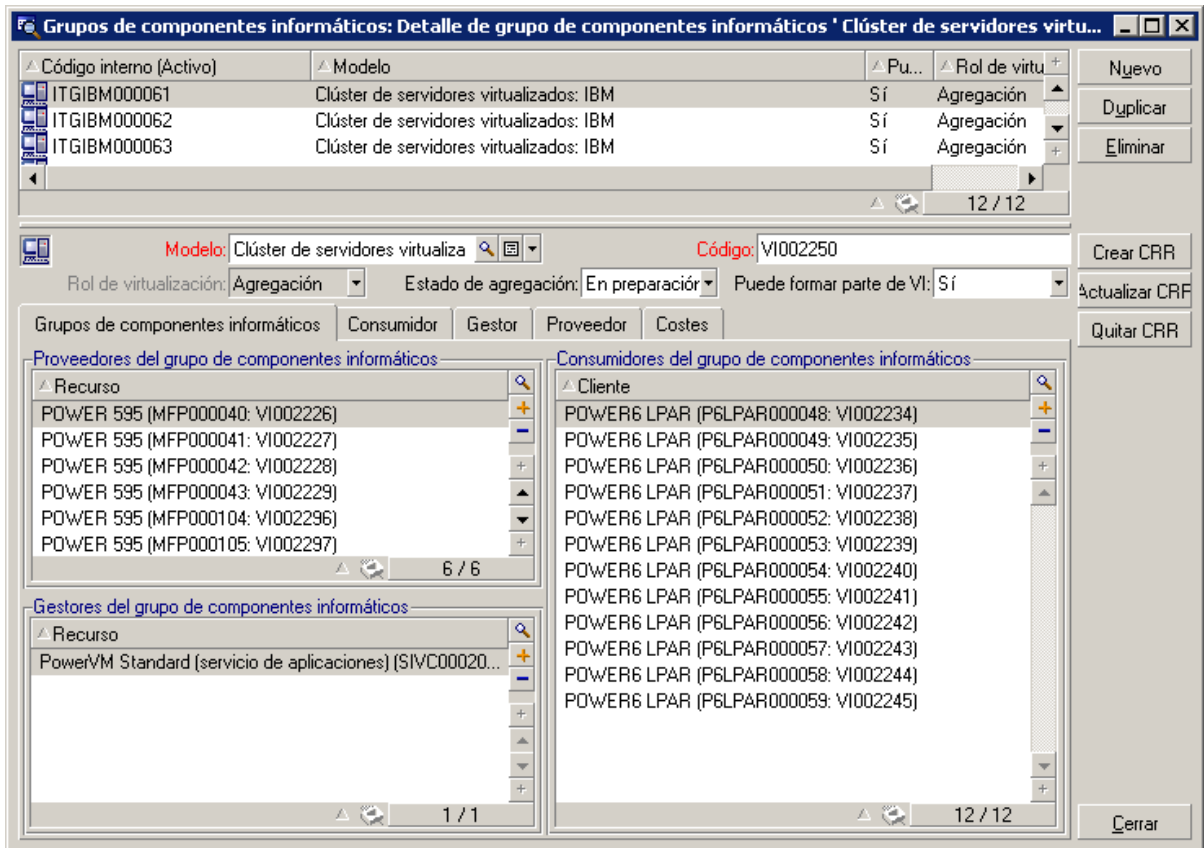 Grupos de componentes informáticos: Detalle de grupo de componentes informáticos ' Clúster de servidores virtu...
Código interno (Activo) Modelo Pu... Rol de virtu
ITGIBM000061 Clúster de servidores virtualizados: IBM Sí Agregación
ITGIBM000062 Clúster de servidores virtualizados: IBM Sí Agregación
ITGIBM000063 Clúster de servidores virtualizados: IBM Sí Agregación
12 / 12
Nuevo
Duplicar
Eliminar
Modelo: Clúster de servidores virtualiza Código: VI002250
Rol de virtualización: Agregación Estado de agregación: En preparación Puede formar parte de VI: Sí
Crear CRR
Actualizar CRF
Quitar CRR
Grupos de componentes informáticos Consumidor Gestor Proveedor Costes
Proveedores del grupo de componentes informáticos
Recurso
POWER 595 (MFP000040: VI002226)
POWER 595 (MFP000041: VI002227)
POWER 595 (MFP000042: VI002228)
POWER 595 (MFP000043: VI002229)
POWER 595 (MFP000104: VI002296)
POWER 595 (MFP000105: VI002297)
6 / 6
Gestores del grupo de componentes informáticos
Recurso
PowerVM Standard (servicio de aplicaciones) (SIVC00020...
1 / 1
Consumidores del grupo de componentes informáticos
Cliente
POWER6 LPAR (P6LPAR000048: VI002234)
POWER6 LPAR (P6LPAR000049: VI002235)
POWER6 LPAR (P6LPAR000050: VI002236)
POWER6 LPAR (P6LPAR000051: VI002237)
POWER6 LPAR (P6LPAR000052: VI002238)
POWER6 LPAR (P6LPAR000053: VI002239)
POWER6 LPAR (P6LPAR000054: VI002240)
POWER6 LPAR (P6LPAR000055: VI002241)
POWER6 LPAR (P6LPAR000056: VI002242)
POWER6 LPAR (P6LPAR000057: VI002243)
POWER6 LPAR (P6LPAR000058: VI002244)
POWER6 LPAR (P6LPAR000059: VI002245)
12 / 12
Cerrar